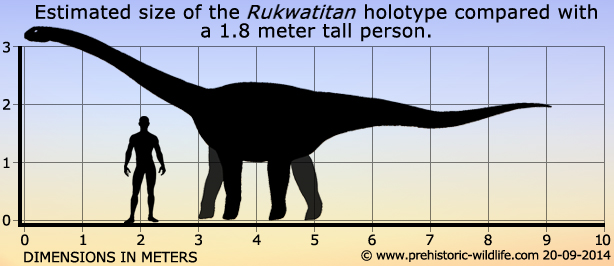 Estimated size of the Rukwatitan holotype compared with
a 1.8 meter tall person.
3
2
1
0
0 1 2 3 4 5 6 7 8 9 10
DIMENSIONS IN METERS © www.prehistoric-wildlife.com 20-09-2014